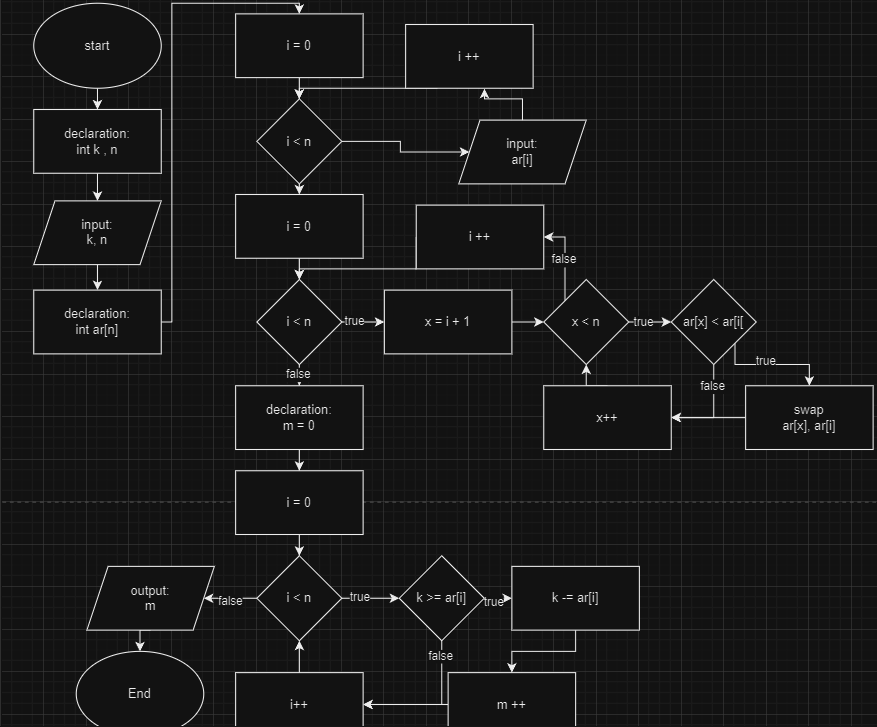 start
declaration:
int k , n
input:
k, n
declaration:
int ar[n]
i = 0
i ++
i < n
input:
ar[i]
i = 0
i ++
i < n
true
x = i + 1
false
x < n
true
ar[x] < ar[i[
true
false
swap
ar[x], ar[i]
x++
false
declaration:
m = 0
i = 0
i < n
true
k >= ar[i]
true
k -= ar[i]
false
m ++
i++
false
output:
m
End